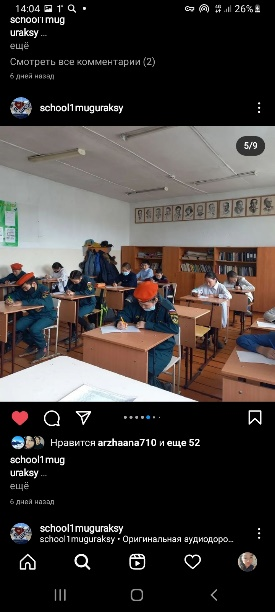 14:04
26%
school1mug
uraksy ...
ещё
Смотреть все комментарии (2)
6 дней назад
school1muguraksy
5/9
Нравится arzhaana710 и еще 52
school1mug
uraksy ...
ещё
6 дней назад
school1muguraksy
school1muguraksy • Оригинальная аудиодоро...